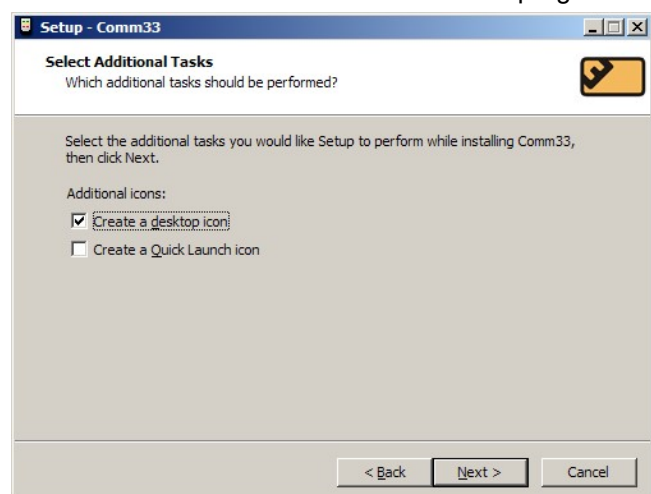 Setup - Comm33
Select Additional Tasks
Which additional tasks should be performed?
Select the additional tasks you would like Setup to perform while installing Comm33,
then click Next.
Additional icons:
Create a desktop icon
Create a Quick Launch icon
< Back Next > Cancel